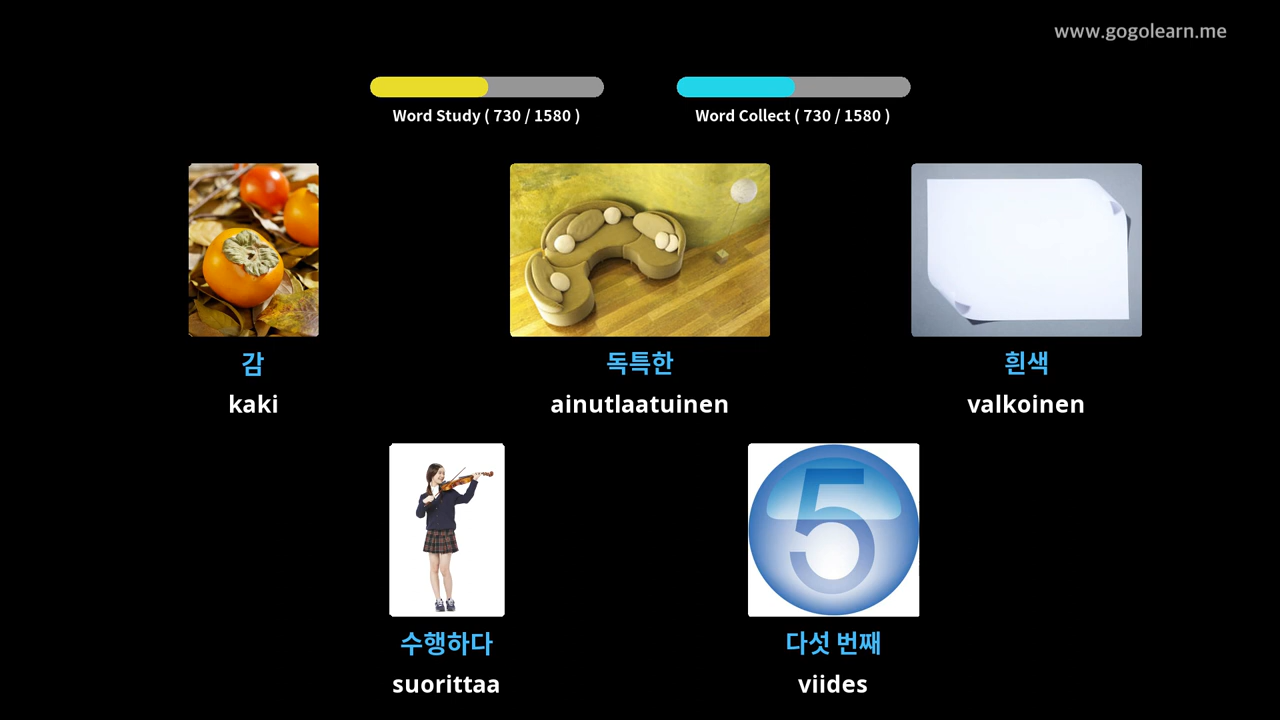 www.gogolearn.me
Word Study ( 730 / 1580 )
Word Collect ( 730 / 1580 )
감
kaki
독특한
ainutlaatuinen
흰색
valkoinen
5
수행하다
suorittaa
다섯 번째
viides